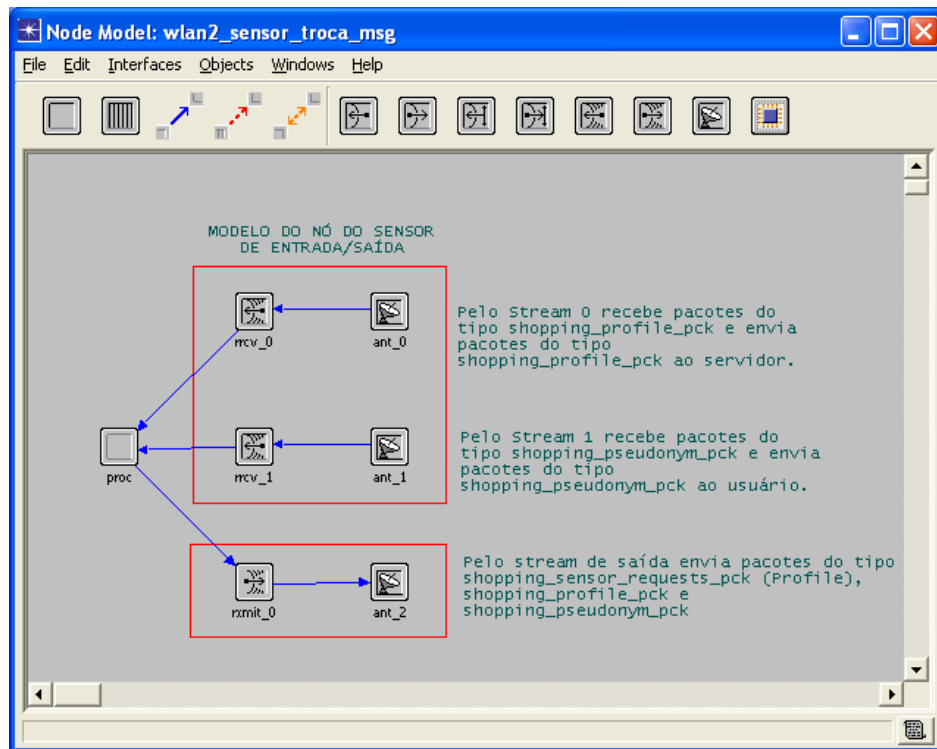 Node Model: wlan2_sensor_troca_msg
File Edit Interfaces Objects Windows Help
MODELO DO NÓ DO SENSOR
DE ENTRADA/SAÍDA
rrcv_0
ant_0
Pelo Stream 0 recebe pacotes do
tipo shopping_profile_pck e envia
pacotes do tipo
shopping_profile_pck ao servidor.
proc
rrcv_1
ant_1
Pelo Stream 1 recebe pacotes do
tipo shopping_pseudonym_pck e envia
pacotes do tipo
shopping_pseudonym_pck ao usuário.
rxmit_0
ant_2
Pelo stream de saída envia pacotes do tipo
shopping_sensor_requests_pck (Profile),
shopping_profile_pck e
shopping_pseudonym_pck